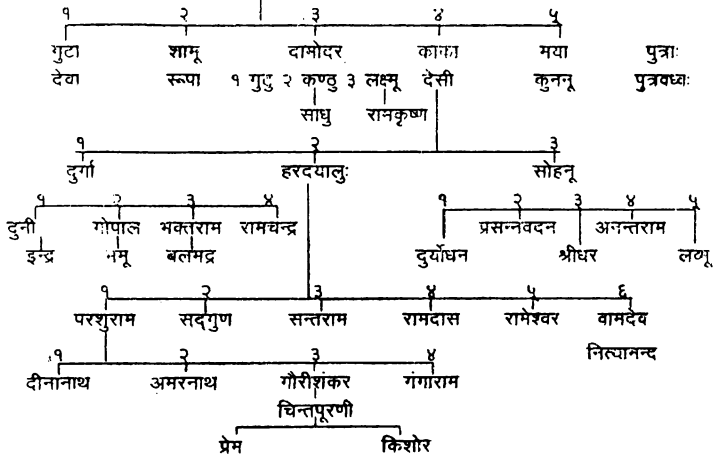 १ २ ३ ४ ५
गुटा शामू दामोदर काका मया पुत्राः
देवा रूपा १ गुटु २ कण्ठु ३ लक्ष्मू देसी कुननू पुत्रवध्वः
साधु रामकृष्ण
१ २ ३
दुर्गा हरदयालुः सोहनू
१ २ ३ ४ १ २ ३ ४ ५
दुनी गोपाल भक्तराम रामचन्द्र प्रसन्नवदन अनन्तराम
इन्द्र भमू बलभद्र दुर्योधन श्रीधर लब्भू
१ २ ३ ४ ५ ६
परशुराम सद्‌गुण सन्तराम रामदास रामेश्वर वामदेव
नित्यानन्द
१ २ ३ ४
दीनानाथ अमरनाथ गौरीशंकर गंगाराम
चिन्तपूरणी
प्रेम किशोर